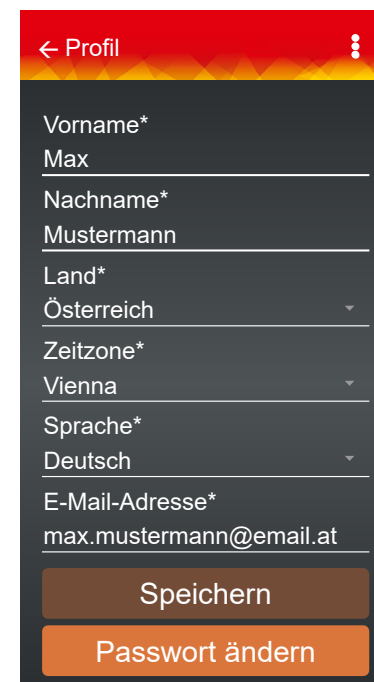 Profil
Vorname*
Max
Nachname*
Mustermann
Land*
Österreich
Zeitzone*
Vienna
Sprache*
Deutsch
E-Mail-Adresse*
max.mustermann@email.at
Speichern
Passwort ändern